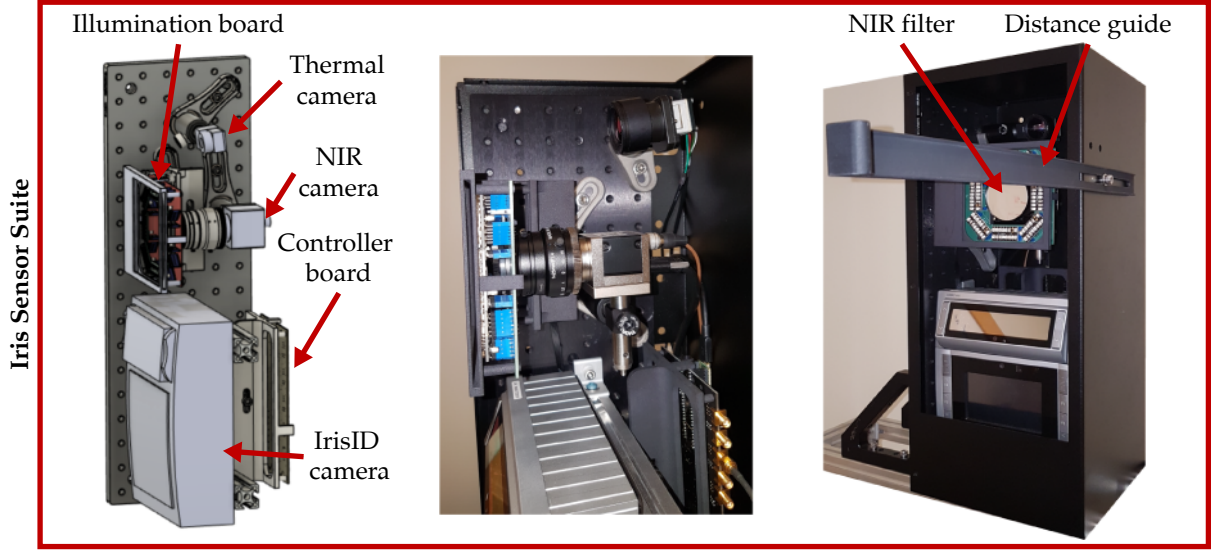 Illumination board
Thermal
camera
NIR
camera
Controller
board
IrisID
camera
NIR filter
Distance guide
Iris Sensor Suite